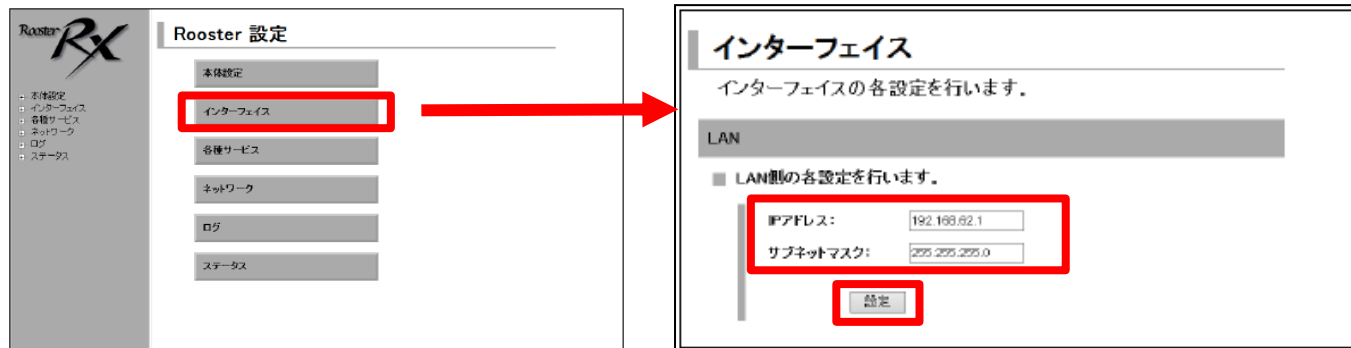 Rooster
RX
本体設定
インターフェイス
各種サービス
ネットワーク
ログ
ステータス
Rooster 設定
本体設定
インターフェイス
各種サービス
ネットワーク
ログ
ステータス
インターフェイス
インターフェイスの各設定を行います.
LAN
LAN側の各設定を行います.
IPアドレス: 192.168.62.1
サブネットマスク: 255.255.255.0
設定